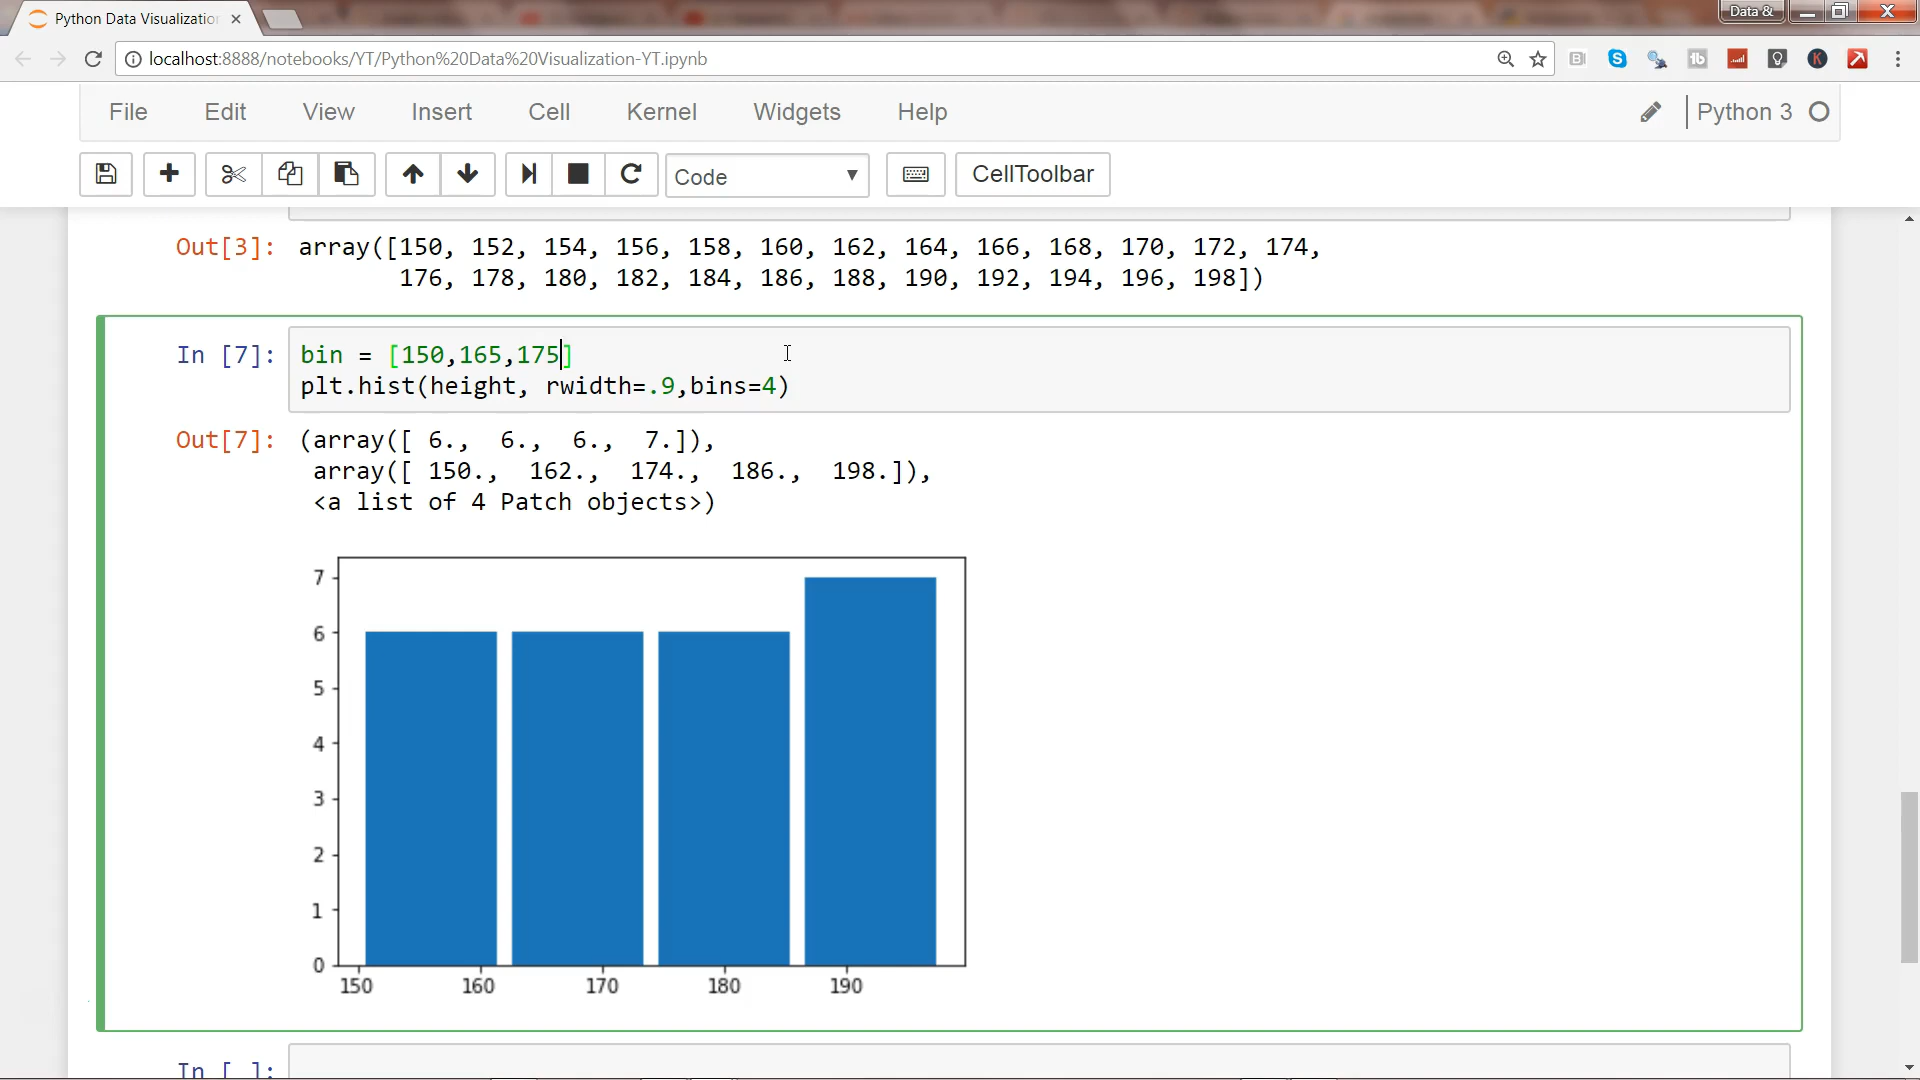 Python Data Visualization
Data &
localhost:8888/notebooks/YT/Python%20Data%20Visualization-YT.ipynb
File Edit View Insert Cell Kernel Widgets Help
Python 3
Code
CellToolbar
Out[3]: array([150, 152, 154, 156, 158, 160, 162, 164, 166, 168, 170, 172, 174,
176, 178, 180, 182, 184, 186, 188, 190, 192, 194, 196, 198])
In [7]: bin = [150,165,175]
plt.hist(height, rwidth=.9,bins=4)
Out[7]: (array([ 6., 6., 6., 7.]),
array([ 150., 162., 174., 186., 198.]),
<a list of 4 Patch objects>)
7
6
5
4
3
2
1
0
150 160 170 180 190
In [ ]: